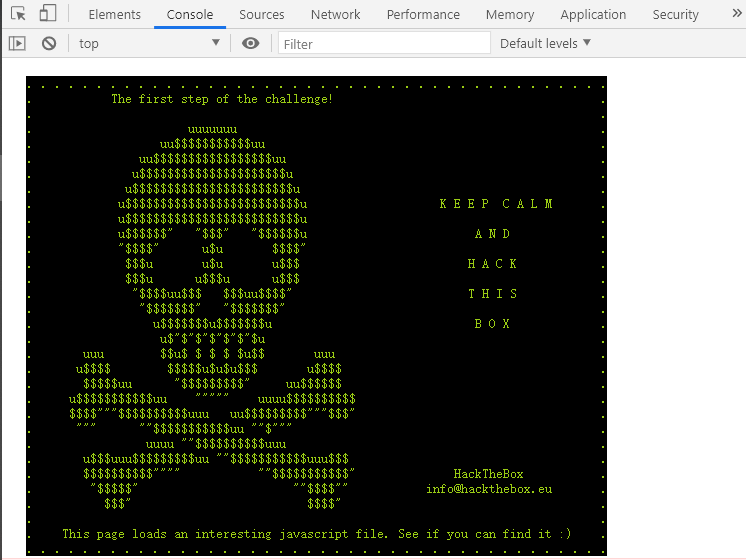 Elements Console Sources Network Performance Memory Application Security »
top ▼ Filter Default levels ▼
The first step of the challenge!
uuuuuuu
uu$$$$$$$$$$$uu
uu$$$$$$$$$$$$$$$$$uu
u$$$$$$$$$$$$$$$$$$$$$u
u$$$$$$$$$$$$$$$$$$$$$$$u
u$$$$$$$$$$$$$$$$$$$$$$$$$u K E E P C A L M
u$$$$$$$$$$$$$$$$$$$$$$$$$u
u$$$$$$" "$$$" "$$$$$$u A N D
"$$$$" u$u $$$$"
$$$u u$u u$$$ H A C K
$$$u u$$$u u$$$
"$$$$uu$$$ $$$uu$$$$" T H I S
"$$$$$$$" "$$$$$$$"
u$$$$$$$u$$$$$$$u B O X
u$"$"$"$"$"$"$u
uuu $$u$ $ $ $ $u$$ uuu
u$$$$ $$$$$u$u$u$$$ u$$$$
$$$$$uu "$$$$$$$$$" uu$$$$$$
u$$$$$$$$$$$uu """"" uuuu$$$$$$$$$$
$$$$"""$$$$$$$$$$uuu uu$$$$$$$$$"""$$$"
""" ""$$$$$$$$$$$uu ""$"""
uuuu ""$$$$$$$$$$uuu
u$$$uuu$$$$$$$$$uu ""$$$$$$$$$$$uuu$$$
$$$$$$$$$$"""" ""$$$$$$$$$$$" HackTheBox
"$$$$$" ""$$$$"" info@hackthebox.eu
$$$" $$$$"
This page loads an interesting javascript file. See if you can find it :)